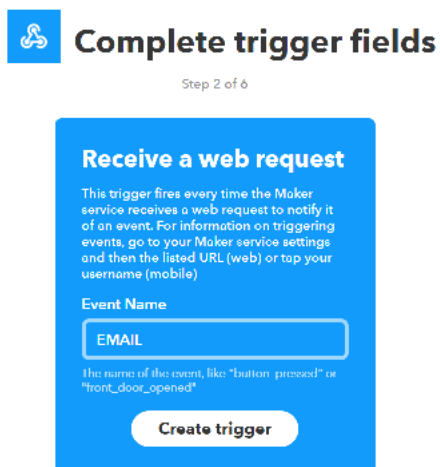 Complete trigger fields
Step 2 of 6
Receive a web request
This trigger fires every time the Maker
service receives a web request to notify it
of an event. For information on triggering
events, go to your Maker service settings
and then the listed URL (web) or tap your
username (mobile)
Event Name
EMAIL
The name of the event, like "button_pressed" or
"front_door_opened"
Create trigger